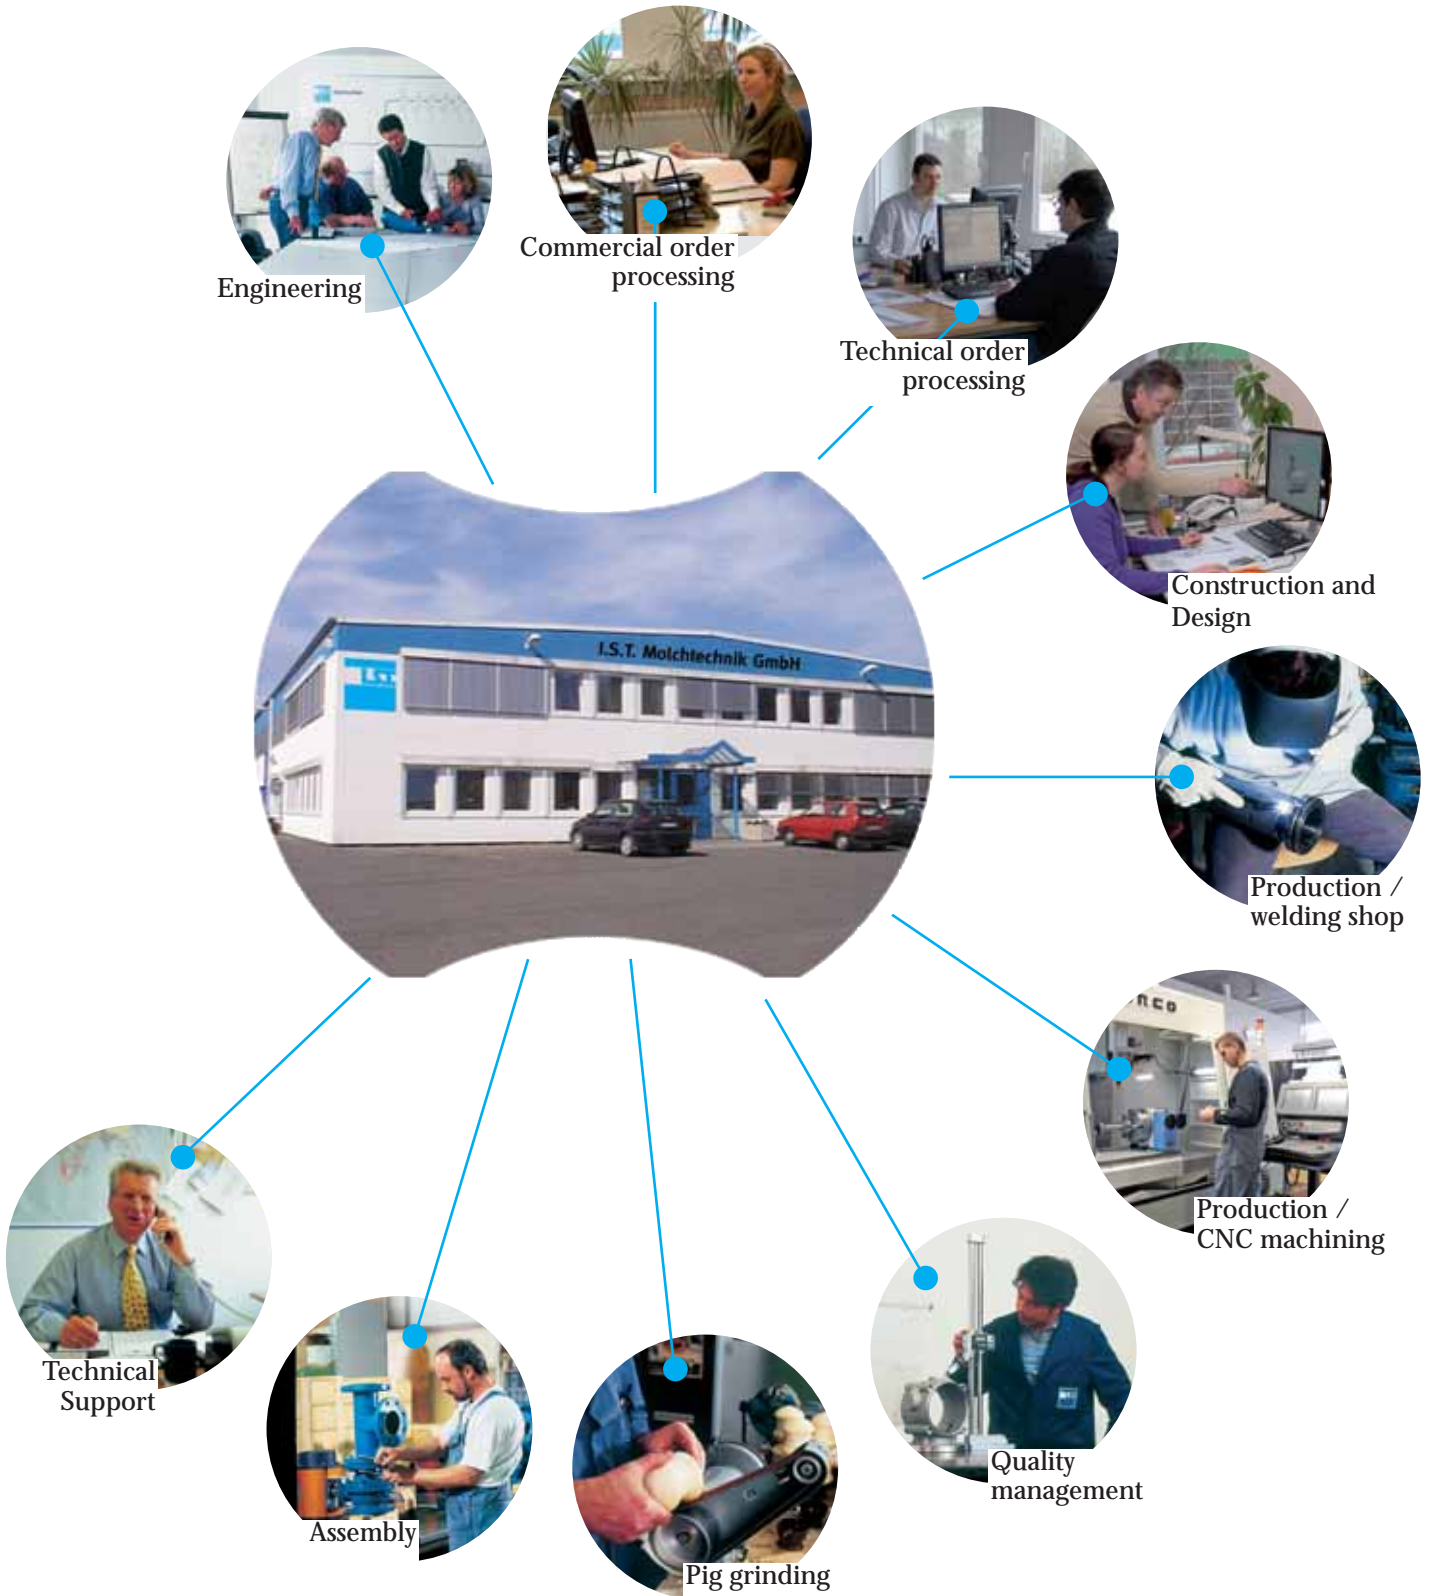 Engineering
Commercial order
processing
Technical order
processing
Construction and
Design
I.S.T. Molchtechnik GmbH
I.S.T.
Production /
welding shop
Production /
CNC machining
Quality
management
Pig grinding
Assembly
Technical
Support